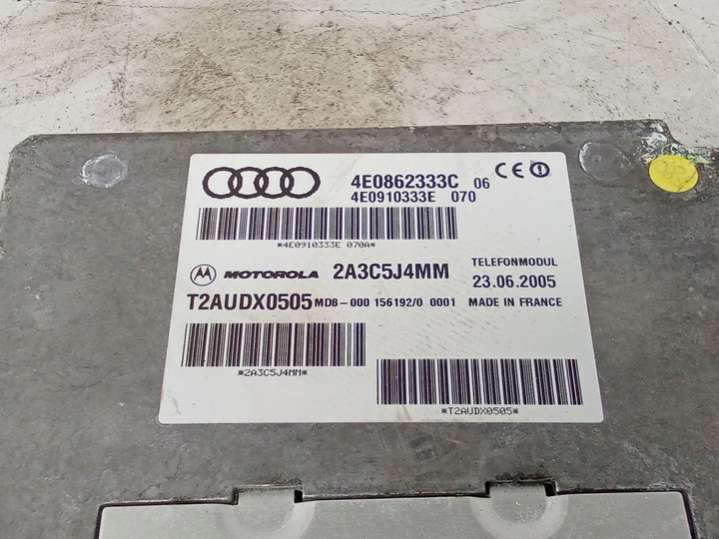 4E0862333C 06
4E0910333E 070
*4E0910333E 070A*
MOTOROLA 2A3C5J4MM
TELEFONMODUL
23.06.2005
T2AUDX0505 MD8-000 156192/0 0001 MADE IN FRANCE
*2A3C5J4MM*
*T2AUDX0505*